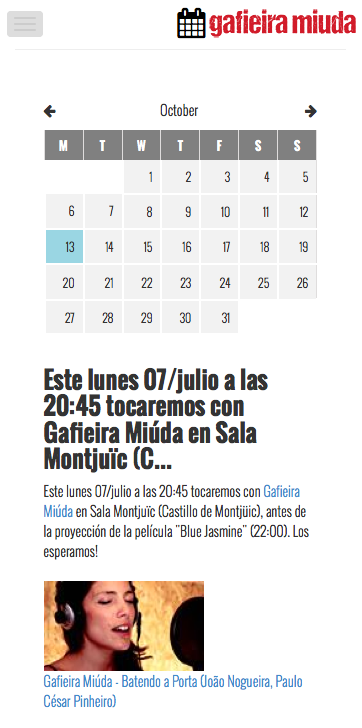 gafieira miuda
October
M T W T F S S
1 2 3 4 5
6 7 8 9 10 11 12
13 14 15 16 17 18 19
20 21 22 23 24 25 26
27 28 29 30 31
Este lunes 07/julio a las
20:45 tocaremos con
Gafieira Miúda en Sala
Montjuïc (C...
Este lunes 07/julio a las 20:45 tocaremos con Gafieira
Miúda en Sala Montjuïc (Castillo de Montjüic), antes de
la proyección de la película "Blue Jasmine" (22:00). Los
esperamos!
Gafieira Miúda - Batendo a Porta (João Nogueira, Paulo
César Pinheiro)